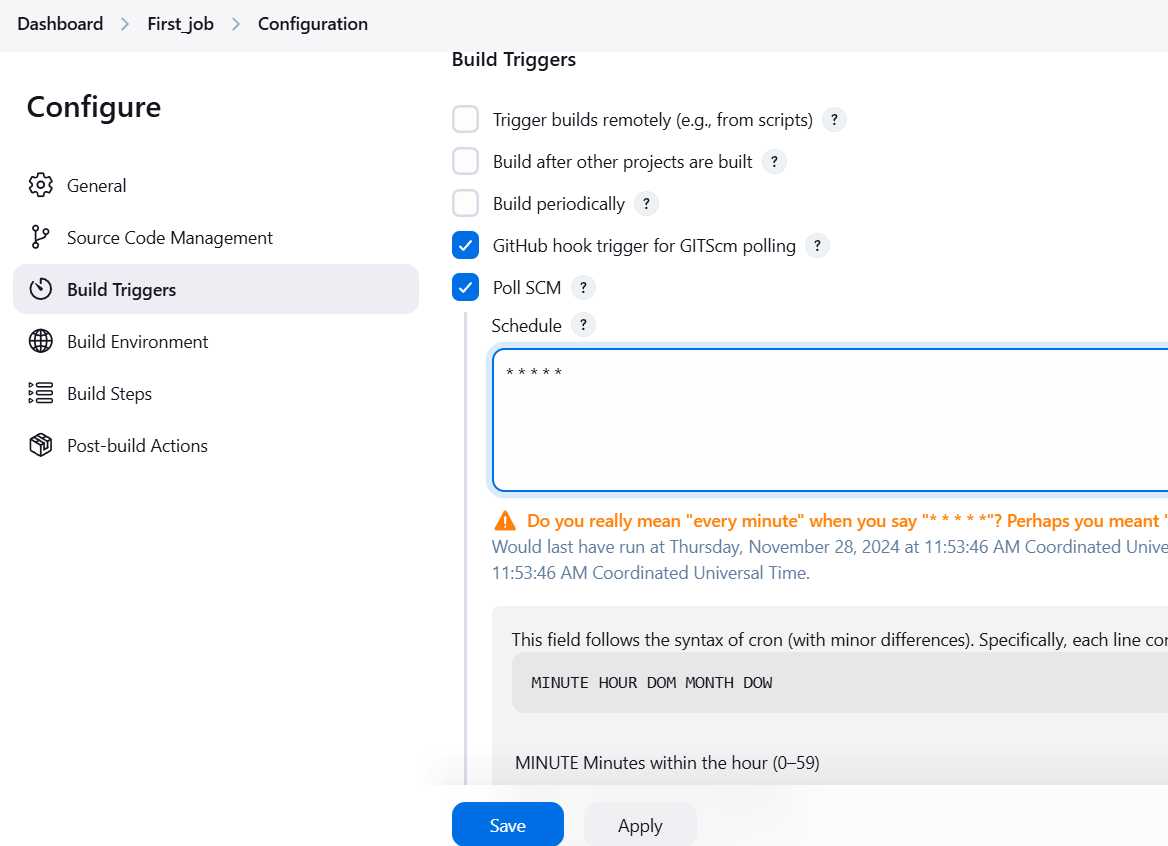 Dashboard > First_job > Configuration
Configure
General
Source Code Management
Build Triggers
Build Environment
Build Steps
Post-build Actions
Build Triggers
Trigger builds remotely (e.g., from scripts) ?
Build after other projects are built ?
Build periodically ?
GitHub hook trigger for GITScm polling ?
Poll SCM ?
Schedule ?
* * * * *
Do you really mean "every minute" when you say "* * * * *"? Perhaps you meant "
Would last have run at Thursday, November 28, 2024 at 11:53:46 AM Coordinated Unive
11:53:46 AM Coordinated Universal Time.
This field follows the syntax of cron (with minor differences). Specifically, each line cor
MINUTE HOUR DOM MONTH DOW
MINUTE Minutes within the hour (0–59)
Save
Apply